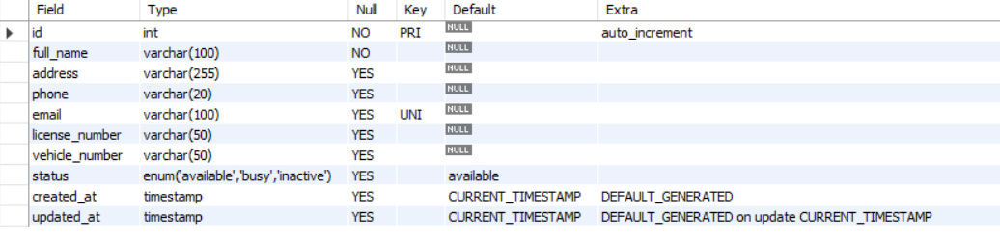 Field Type Null Key Default Extra
id int NO PRI NULL auto_increment
full_name varchar(100) NO NULL
address varchar(255) YES NULL
phone varchar(20) YES NULL
email varchar(100) YES UNI NULL
license_number varchar(50) YES NULL
vehicle_number varchar(50) YES NULL
status enum('available','busy','inactive') YES available
created_at timestamp YES CURRENT_TIMESTAMP DEFAULT_GENERATED
updated_at timestamp YES CURRENT_TIMESTAMP DEFAULT_GENERATED on update CURRENT_TIMESTAMP